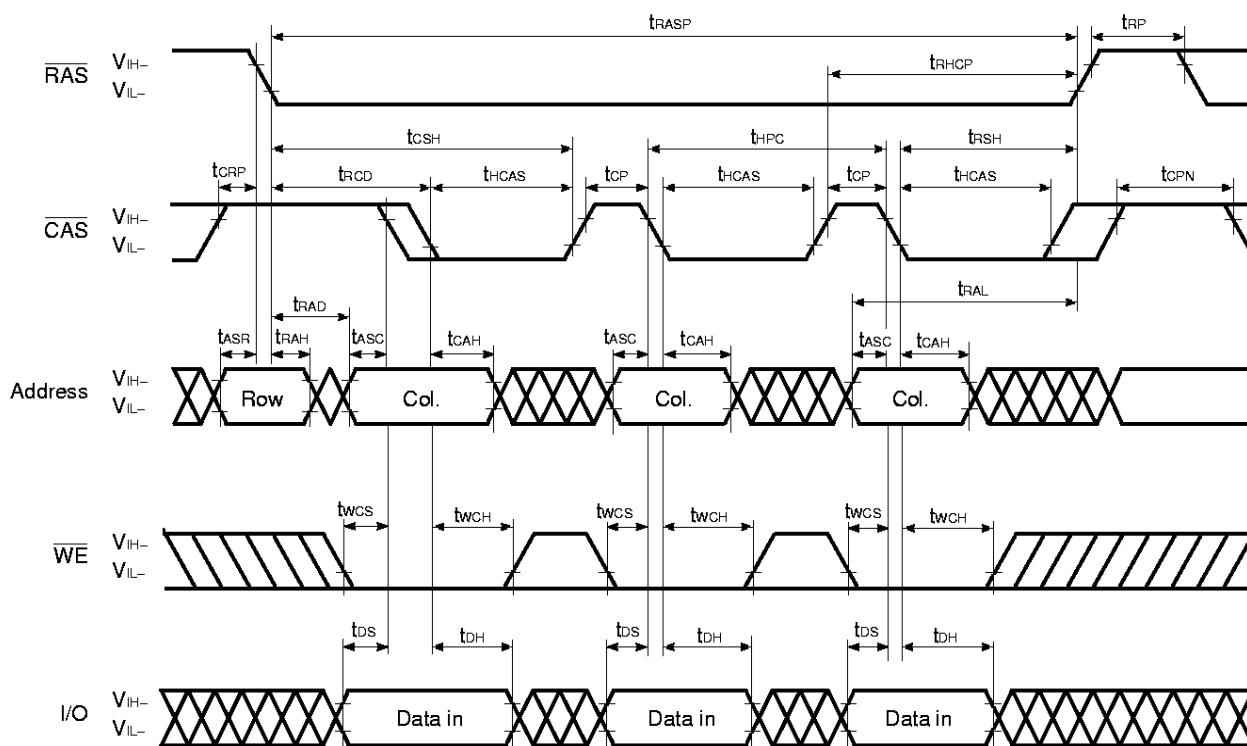 tRASP
tRP
RAS
VIH–
VIL–
tRHCP
tCSH
tHPC
tRSH
tCRP
tRCD
tHCAS
tCP
tHCAS
tCP
tHCAS
tCPN
CAS
VIH–
VIL–
tRAD
tRAL
tASR
tRAH
tASC
tCAH
tASC
tCAH
tASC
tCAH
Address
VIH–
VIL–
Row
Col.
Col.
Col.
tWCS
tWCH
tWCS
tWCH
tWCS
tWCH
WE
VIH–
VIL–
tDS
tDH
tDS
tDH
tDS
tDH
I/O
VIH–
VIL–
Data in
Data in
Data in